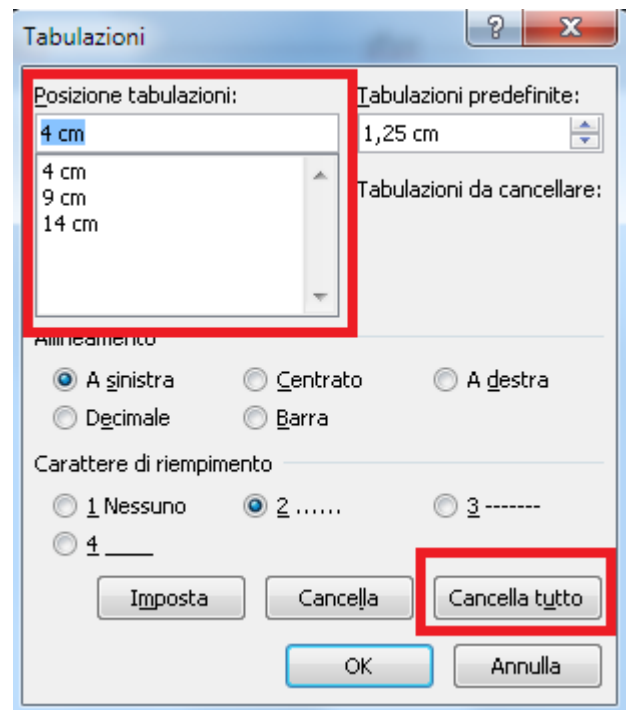 Tabulazioni
Posizione tabulazioni: Tabulazioni predefinite:
4 cm 1,25 cm
4 cm
9 cm Tabulazioni da cancellare:
14 cm
Allineamento
A sinistra Centrato A destra
Decimale Barra
Carattere di riempimento
1 Nessuno 2 ...... 3 -------
4 ____
Imposta Cancella Cancella tutto
OK Annulla